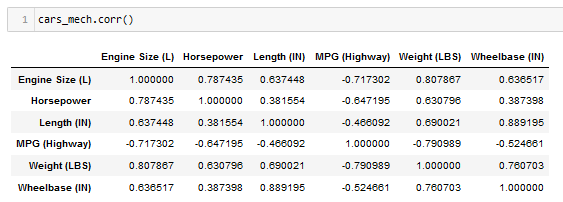 1 cars_mech.corr()
Engine Size (L) Horsepower Length (IN) MPG (Highway) Weight (LBS) Wheelbase (IN)
Engine Size (L) 1.000000 0.787435 0.637448 -0.717302 0.807867 0.636517
Horsepower 0.787435 1.000000 0.381554 -0.647195 0.630796 0.387398
Length (IN) 0.637448 0.381554 1.000000 -0.466092 0.690021 0.889195
MPG (Highway) -0.717302 -0.647195 -0.466092 1.000000 -0.790989 -0.524661
Weight (LBS) 0.807867 0.630796 0.690021 -0.790989 1.000000 0.760703
Wheelbase (IN) 0.636517 0.387398 0.889195 -0.524661 0.760703 1.000000